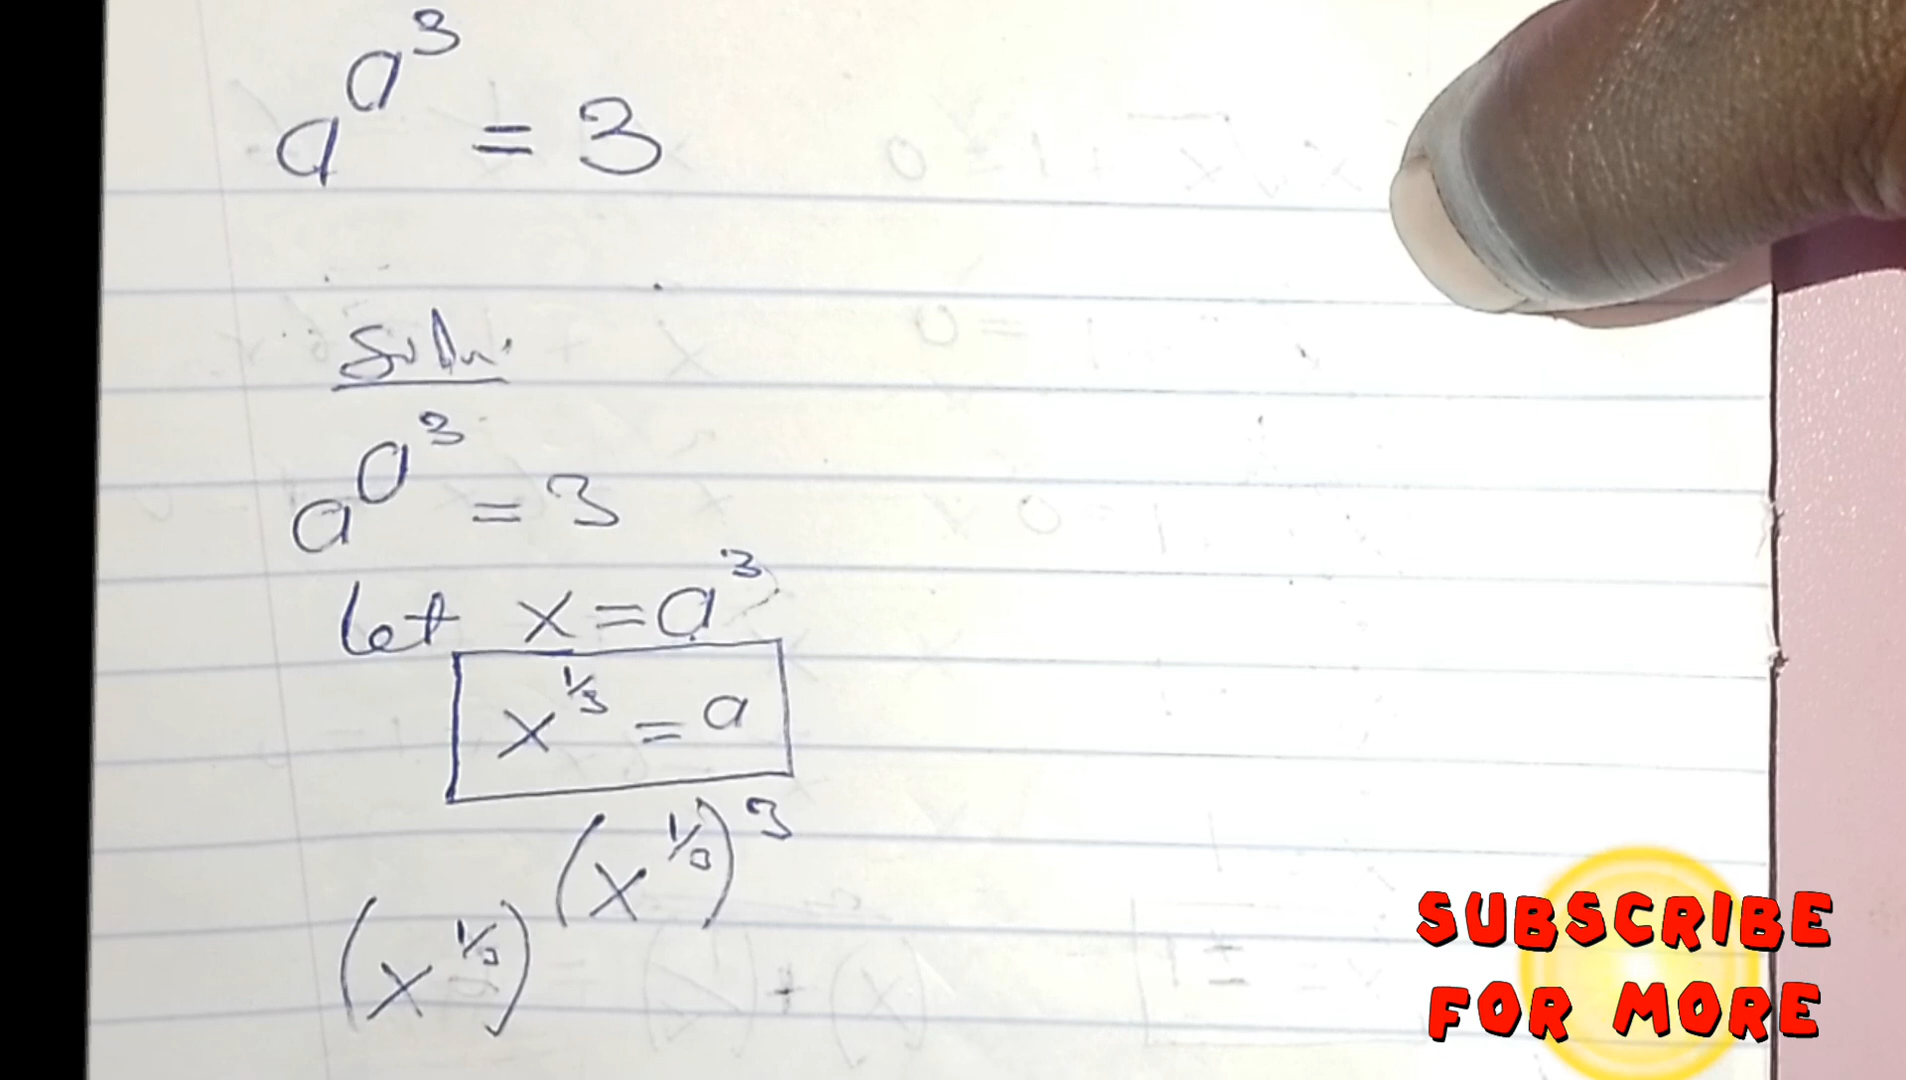 a^a^3 = 3
Soln.
a^a^3 = 3
let x = a^3
x^1/3 = a
(x^1/3)^(x^1/3)^3
SUBSCRIBE
FOR MORE